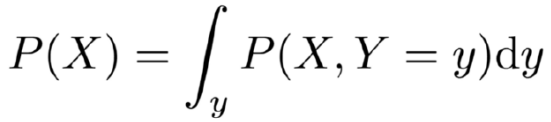 P(X) = ∫_y P(X, Y = y)dy